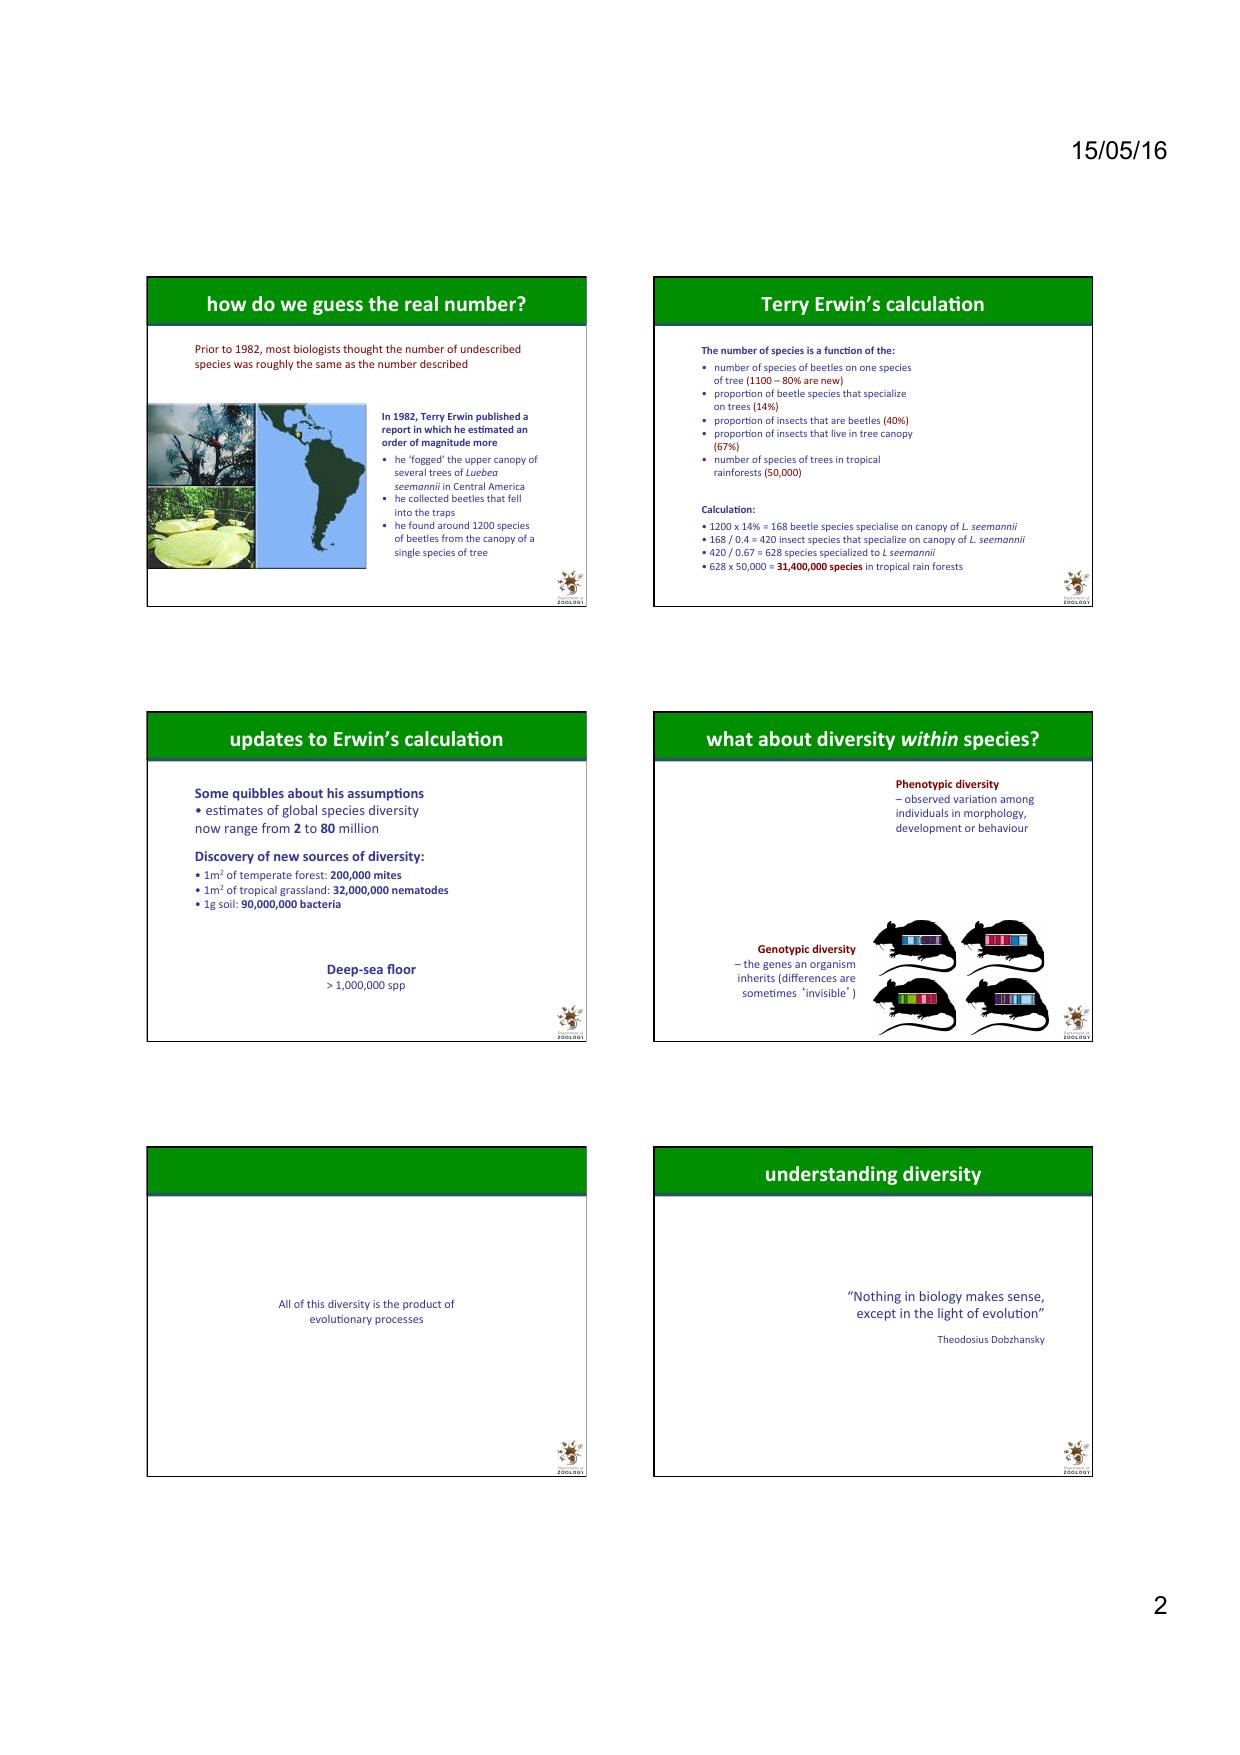 15/05/16
how do we guess the real number?
Prior to 1982, most biologists thought the number of undescribed
species was roughly the same as the number described
In 1982, Terry Erwin published a
report in which he estimated an
order of magnitude more
• he ‘fogged’ the upper canopy of
several trees of Luebea
seemannii in Central America
• he collected beetles that fell
into the traps
• he found around 1200 species
of beetles from the canopy of a
single species of tree
Department of
ZOOLOGY
Terry Erwin’s calculation
The number of species is a function of the:
• number of species of beetles on one species
of tree (1100 – 80% are new)
• proportion of beetle species that specialize
on trees (14%)
• proportion of insects that are beetles (40%)
• proportion of insects that live in tree canopy
(67%)
• number of species of trees in tropical
rainforests (50,000)
Calculation:
• 1200 x 14% = 168 beetle species specialise on canopy of L. seemannii
• 168 / 0.4 = 420 insect species that specialize on canopy of L. seemannii
• 420 / 0.67 = 628 species specialized to L seemannii
• 628 x 50,000 = 31,400,000 species in tropical rain forests
Department of
ZOOLOGY
updates to Erwin’s calculation
Some quibbles about his assumptions
• estimates of global species diversity
now range from 2 to 80 million
Discovery of new sources of diversity:
• 1m² of temperate forest: 200,000 mites
• 1m² of tropical grassland: 32,000,000 nematodes
• 1g soil: 90,000,000 bacteria
Deep-sea floor
> 1,000,000 spp
Department of
ZOOLOGY
what about diversity within species?
Phenotypic diversity
– observed variation among
individuals in morphology,
development or behaviour
Genotypic diversity
– the genes an organism
inherits (differences are
sometimes ‘invisible’ )
Department of
ZOOLOGY
All of this diversity is the product of
evolutionary processes
Department of
ZOOLOGY
understanding diversity
“Nothing in biology makes sense,
except in the light of evolution”
Theodosius Dobzhansky
Department of
ZOOLOGY
2